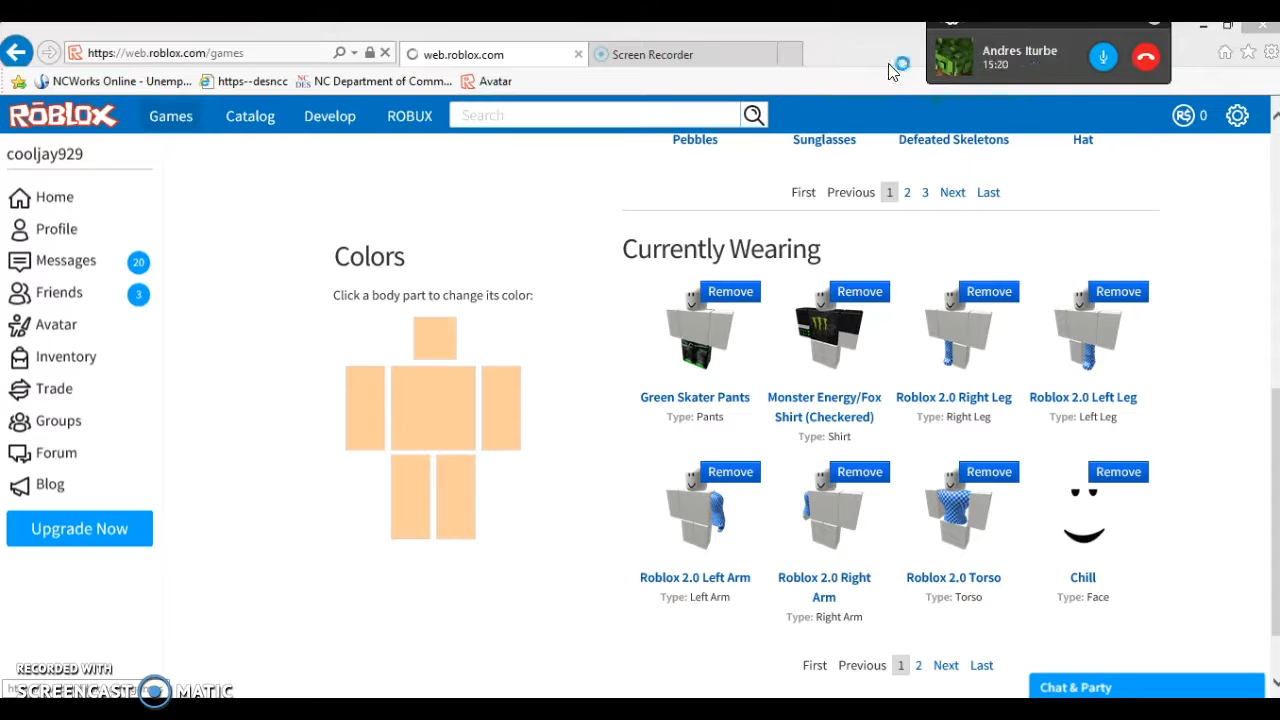 https://web.roblox.com/games
web.roblox.com
Screen Recorder
Andres Iturbe
15:20
NCWorks Online - Unemp...
https--desncc
NC Department of Comm...
Avatar
ROBLOX
Games
Catalog
Develop
ROBUX
Search
R$ 0
cooljay929
Home
Profile
Messages
20
Friends
3
Avatar
Inventory
Trade
Groups
Forum
Blog
Upgrade Now
Pebbles
Sunglasses
Defeated Skeletons
Hat
First Previous 1 2 3 Next Last
Colors
Click a body part to change its color:
Currently Wearing
Remove
Remove
Remove
Remove
Green Skater Pants
Type: Pants
Monster Energy/Fox
Shirt (Checkered)
Type: Shirt
Roblox 2.0 Right Leg
Type: Right Leg
Roblox 2.0 Left Leg
Type: Left Leg
Remove
Remove
Remove
Remove
Roblox 2.0 Left Arm
Type: Left Arm
Roblox 2.0 Right
Arm
Type: Right Arm
Roblox 2.0 Torso
Type: Torso
Chill
Type: Face
First Previous 1 2 Next Last
Chat & Party
RECORDED WITH
SCREENCAST MATIC